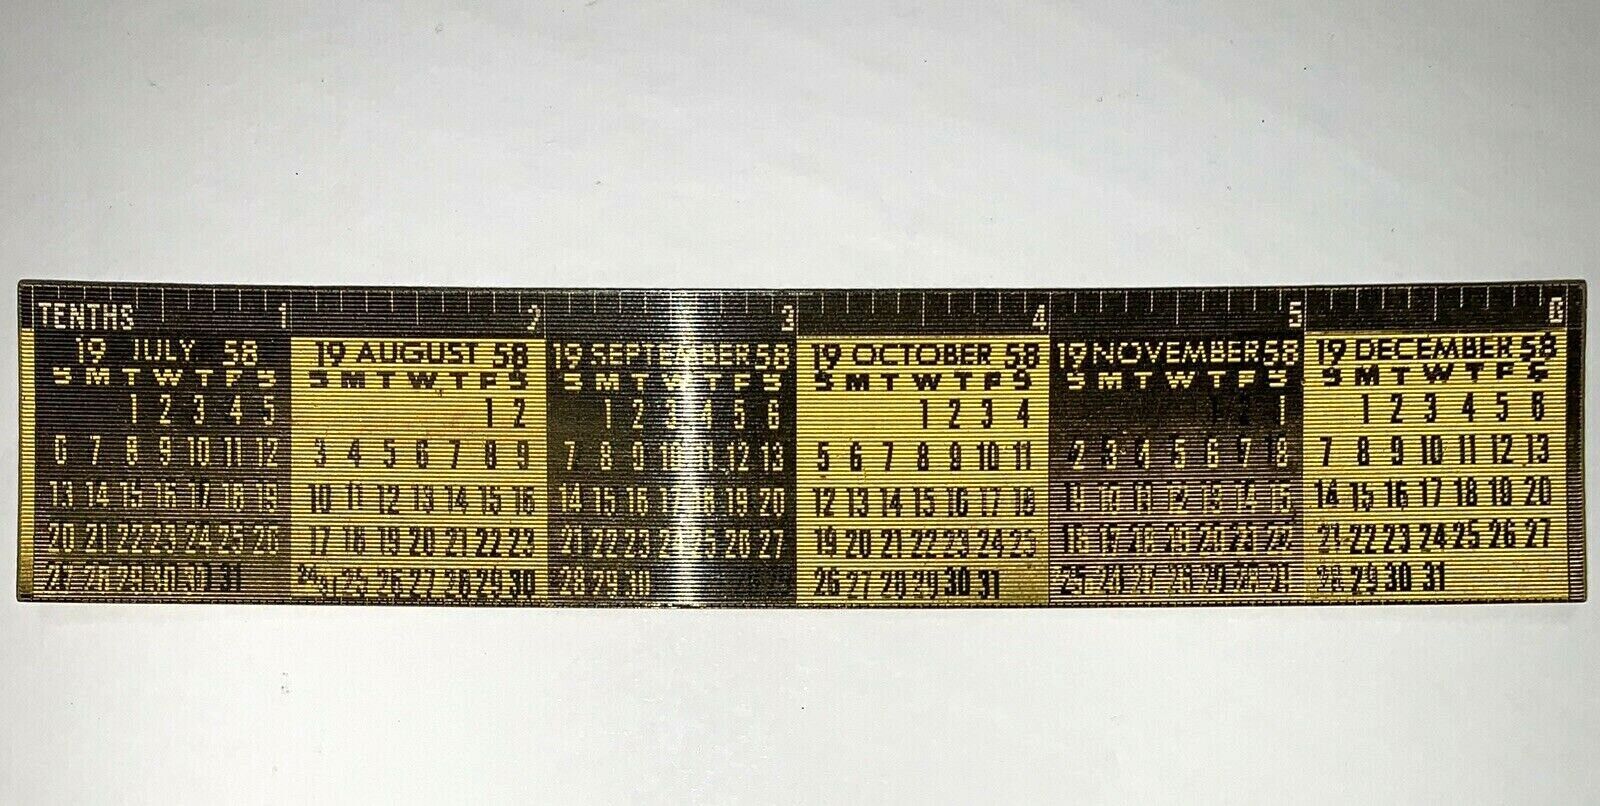 TENTHS 1 2 3 4 5 6
19 JULY 58
S M T W T F S
1 2 3 4 5
6 7 8 9 10 11 12
13 14 15 16 17 18 19
20 21 22 23 24 25 26
27 28 29 30 31
19 AUGUST 58
S M T W T F S
1 2
3 4 5 6 7 8 9
10 11 12 13 14 15 16
17 18 19 20 21 22 23
24/31 25 26 27 28 29 30
19 SEPTEMBER 58
S M T W T F S
1 2 3 4 5 6
7 8 9 10 11 12 13
14 15 16 17 18 19 20
21 22 23 24 25 26 27
28 29 30
19 OCTOBER 58
S M T W T F S
1 2 3 4
5 6 7 8 9 10 11
12 13 14 15 16 17 18
19 20 21 22 23 24 25
26 27 28 29 30 31
19 NOVEMBER 58
S M T W T F S
1
2 3 4 5 6 7 8
11 12 13 14 15
16 17 18 19 20 21 22
19 DECEMBER 58
S M T W T F S
1 2 3 4 5 6
7 8 9 10 11 12 13
14 15 16 17 18 19 20
21 22 23 24 25 26 27
28 29 30 31